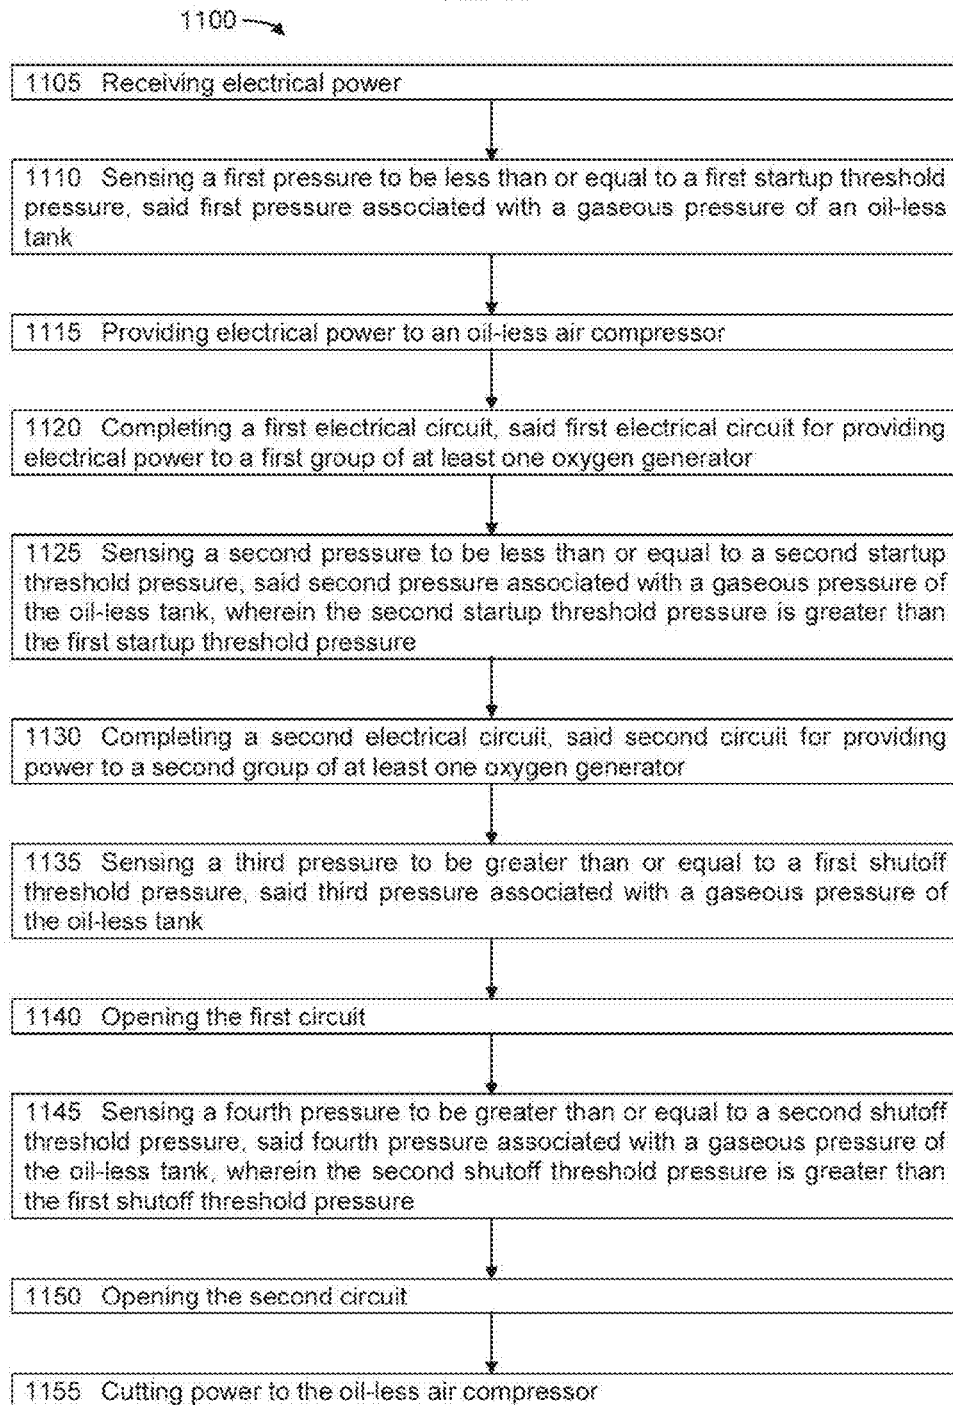 1100
1105 Receiving electrical power
1110 Sensing a first pressure to be less than or equal to a first startup threshold
pressure, said first pressure associated with a gaseous pressure of an oil-less
tank
1115 Providing electrical power to an oil-less air compressor
1120 Completing a first electrical circuit, said first electrical circuit for providing
electrical power to a first group of at least one oxygen generator
1125 Sensing a second pressure to be less than or equal to a second startup
threshold pressure, said second pressure associated with a gaseous pressure of
the oil-less tank, wherein the second startup threshold pressure is greater than
the first startup threshold pressure
1130 Completing a second electrical circuit, said second circuit for providing
power to a second group of at least one oxygen generator
1135 Sensing a third pressure to be greater than or equal to a first shutoff
threshold pressure, said third pressure associated with a gaseous pressure of
the oil-less tank
1140 Opening the first circuit
1145 Sensing a fourth pressure to be greater than or equal to a second shutoff
threshold pressure, said fourth pressure associated with a gaseous pressure of
the oil-less tank, wherein the second shutoff threshold pressure is greater than
the first shutoff threshold pressure
1150 Opening the second circuit
1155 Cutting power to the oil-less air compressor